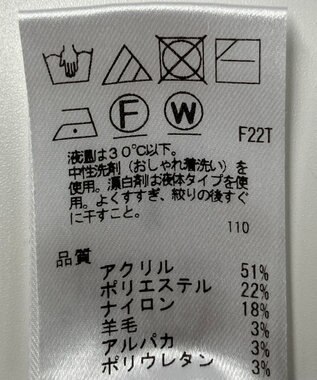 F W
F22T
液温は30℃以下。
中性洗剤（おしゃれ着洗い）を
使用。漂白剤は液体タイプを使
用。よくすすぎ、絞りの後すぐ
に干すこと。
110
品質
アクリル 51%
ポリエステル 22%
ナイロン 18%
羊毛 3%
アルパカ 3%
ポリウレタン 3%